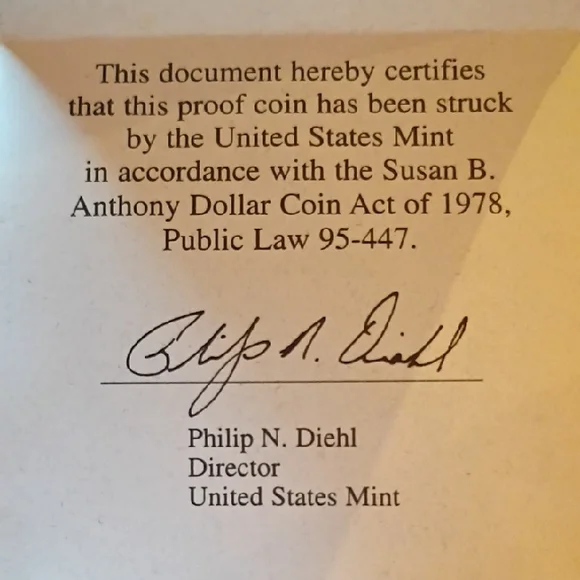 This document hereby certifies
that this proof coin has been struck
by the United States Mint
in accordance with the Susan B.
Anthony Dollar Coin Act of 1978,
Public Law 95-447.
Philip N. Diehl
Philip N. Diehl
Director
United States Mint